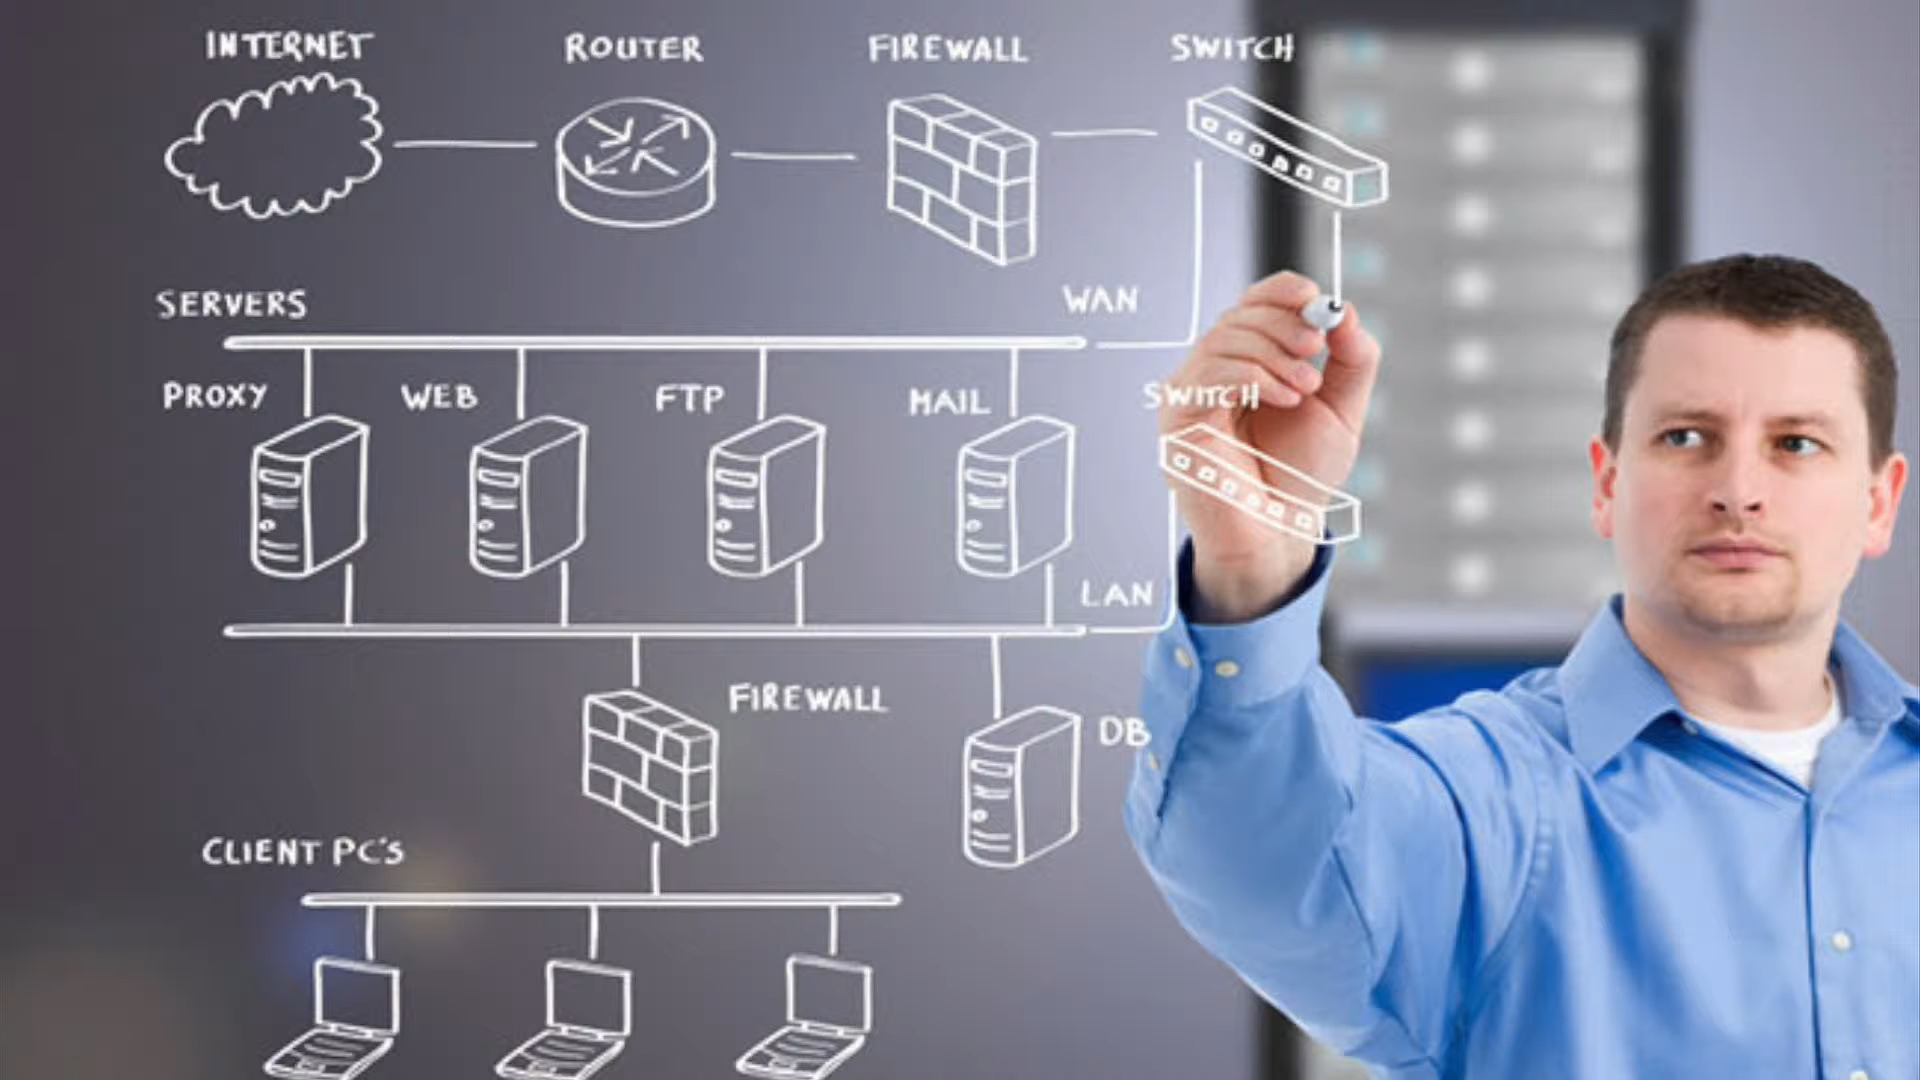 INTERNET
ROUTER
FIREWALL
SWITCH
SERVERS
WAN
PROXY
WEB
FTP
MAIL
SWITCH
LAN
FIREWALL
DB
CLIENT PC'S